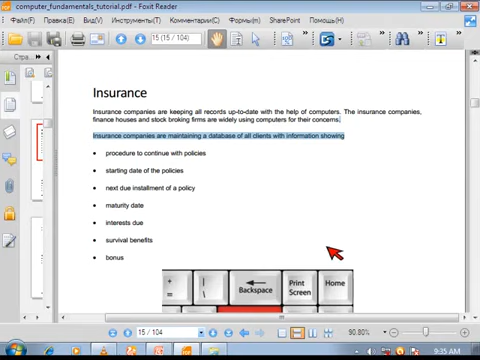 computer_fundamentals_tutorial.pdf - Foxit Reader
Файл(F) Правка(E) Вид(V) Инструменты(T) Комментарии(C) Формы(R) SharePoint Помощь(H)
15 (15 / 104)
Стра...
Insurance
Insurance companies are keeping all records up-to-date with the help of computers. The insurance companies,
finance houses and stock broking firms are widely using computers for their concerns.
Insurance companies are maintaining a database of all clients with information showing
• procedure to continue with policies
• starting date of the policies
• next due installment of a policy
• maturity date
• interests due
• survival benefits
• bonus
+ | Backspace Print Home
= \ Screen
15 / 104 90.80%
9:35 AM